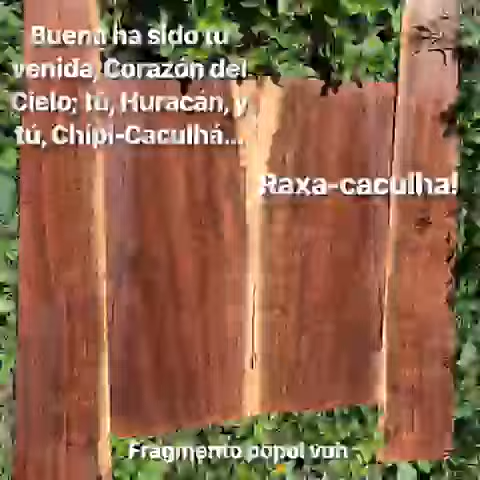 Buena ha sido tu
venida, Corazón del
Cielo; tú, Huracán, y
tú, Chipi-Caculhá...
Raxa-caculha!
Fragmento popol vuh